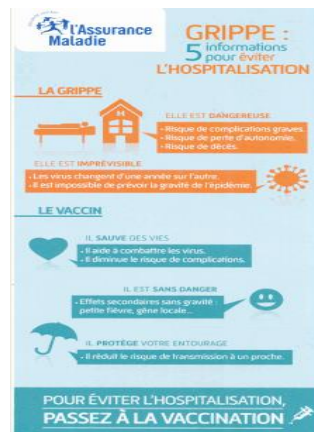 l'Assurance
Maladie
GRIPPE :
5 informations
pour éviter
L'HOSPITALISATION
LA GRIPPE
H
ELLE EST DANGEREUSE
- Risque de complications graves.
- Risque de perte d'autonomie.
- Risque de décès.
ELLE EST IMPRÉVISIBLE
- Les virus changent d'une année sur l'autre.
- Il est impossible de prévoir la gravité de l'épidémie.
LE VACCIN
IL SAUVE DES VIES
- Il aide à combattre les virus.
- Il diminue le risque de complications.
IL EST SANS DANGER
- Effets secondaires sans gravité :
petite fièvre, gêne locale...
IL PROTÈGE VOTRE ENTOURAGE
- Il réduit le risque de transmission à un proche.
POUR ÉVITER L'HOSPITALISATION,
PASSEZ À LA VACCINATION